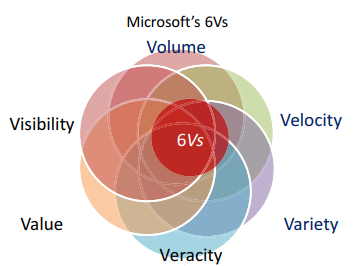 Microsoft's 6Vs
Volume
Visibility
Velocity
6Vs
Value
Variety
Veracity